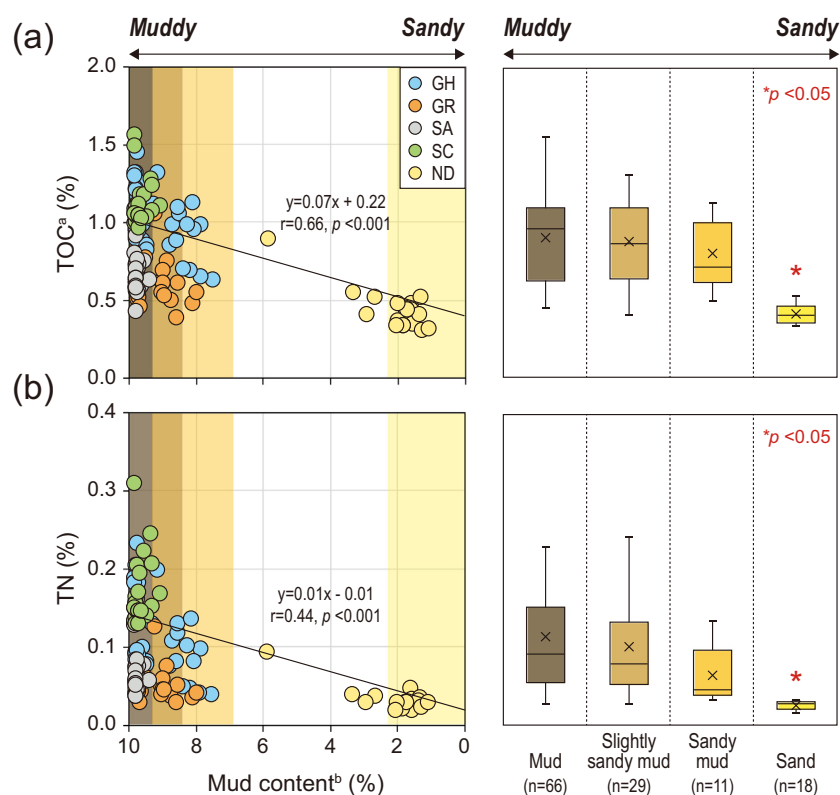 (a)
Muddy Sandy
Muddy Sandy
2.0
1.5
1.0
0.5
0.0
TOCᵃ (%)
GH
GR
SA
SC
ND
y=0.07x + 0.22
r=0.66, p <0.001
*p <0.05
*
(b)
0.4
0.3
0.2
0.1
0.0
TN (%)
y=0.01x - 0.01
r=0.44, p <0.001
*p <0.05
*
10 8 6 4 2 0
Mud contentᵇ (%)
Mud
(n=66)
Slightly
sandy mud
(n=29)
Sandy
mud
(n=11)
Sand
(n=18)